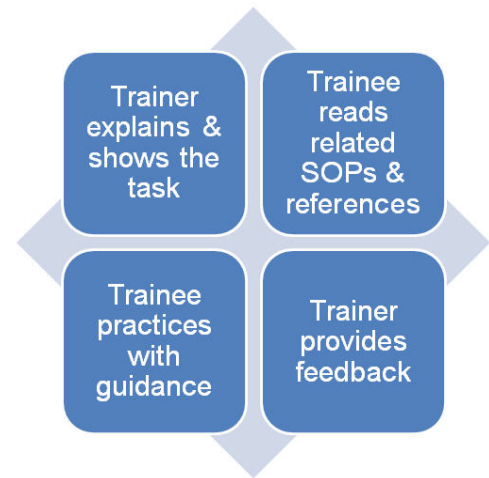 Trainer
explains &
shows the
task
Trainee
reads
related
SOPs &
references
Trainee
practices
with
guidance
Trainer
provides
feedback